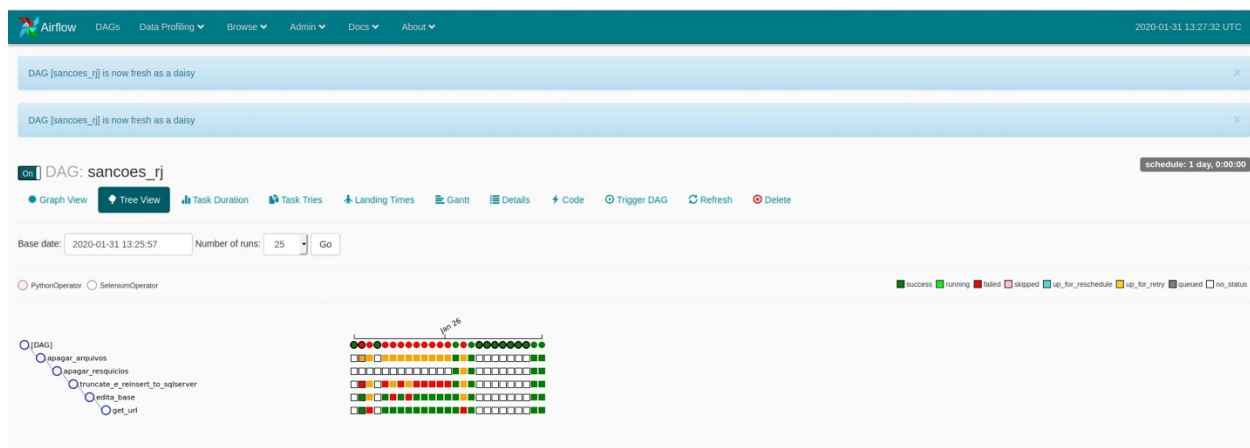 Airflow DAGs Data Profiling Browse Admin Docs About 2020-01-31 13:27:32 UTC
DAG [sancoes_rj] is now fresh as a daisy ×
DAG [sancoes_rj] is now fresh as a daisy ×
On DAG: sancoes_rj schedule: 1 day, 0:00:00
Graph View Tree View Task Duration Task Tries Landing Times Gantt Details Code Trigger DAG Refresh Delete
Base date: 2020-01-31 13:25:57 Number of runs: 25 Go
PythonOperator SeleniumOperator success running failed skipped up_for_reschedule up_for_retry queued no_status
Jan 26
[DAG]
apagar_arquivos
apagar_resquicios
truncate_e_reinsert_to_sqlserver
edita_base
get_url